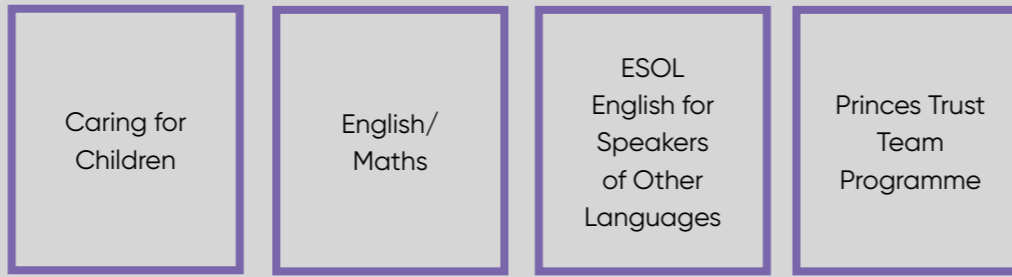 Caring for
Children
English/
Maths
ESOL
English for
Speakers
of Other
Languages
Princes Trust
Team
Programme